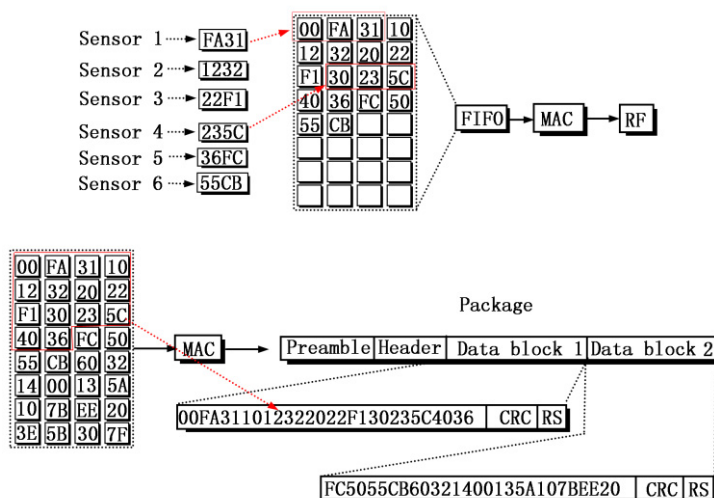 Sensor 1 FA31
Sensor 2 1232
Sensor 3 22F1
Sensor 4 235C
Sensor 5 36FC
Sensor 6 55CB
00 FA 31 10
12 32 20 22
F1 30 23 5C
40 36 FC 50
55 CB
FIFO MAC RF
00 FA 31 10
12 32 20 22
F1 30 23 5C
40 36 FC 50
55 CB 60 32
14 00 13 5A
10 7B EE 20
3E 5B 30 7F
MAC
Package
Preamble Header Data block 1 Data block 2
00FA311012322022F130235C4036 CRC RS
FC5055CB60321400135A107BEE20 CRC RS